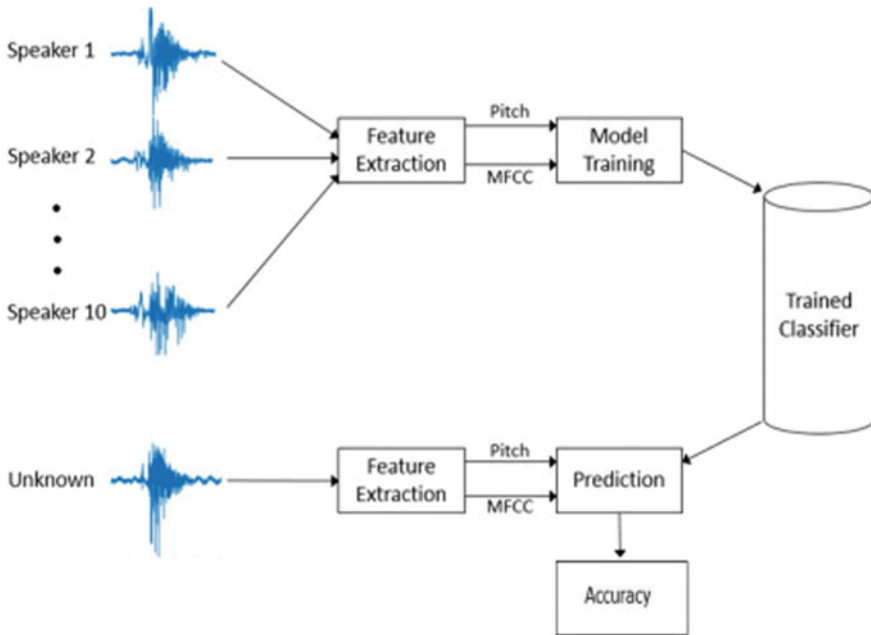 Speaker 1
Speaker 2
Speaker 10
Feature
Extraction
Pitch
MFCC
Model
Training
Trained
Classifier
Unknown
Feature
Extraction
Pitch
MFCC
Prediction
Accuracy